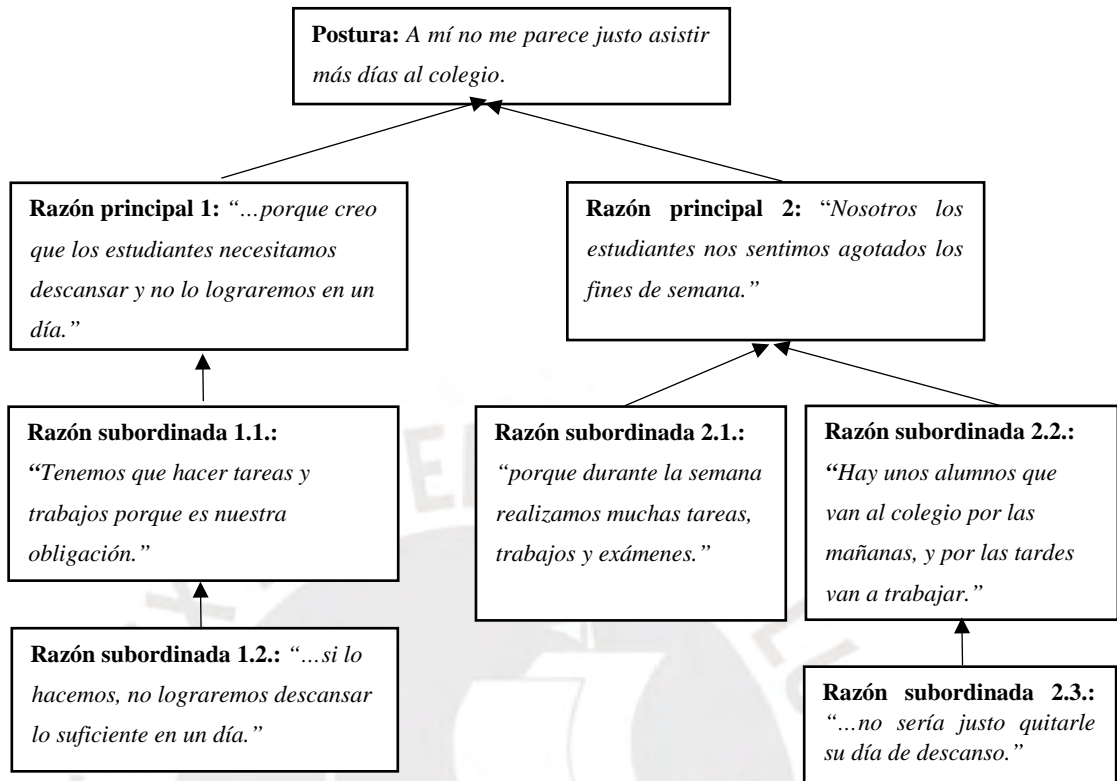 Postura: A mí no me parece justo asistir
más días al colegio.
Razón principal 1: “…porque creo
que los estudiantes necesitamos
descansar y no lo lograremos en un
día.”
Razón principal 2: “Nosotros los
estudiantes nos sentimos agotados los
fines de semana.”
Razón subordinada 1.1.:
“Tenemos que hacer tareas y
trabajos porque es nuestra
obligación.”
Razón subordinada 2.1.:
“porque durante la semana
realizamos muchas tareas,
trabajos y exámenes.”
Razón subordinada 2.2.:
“Hay unos alumnos que
van al colegio por las
mañanas, y por las tardes
van a trabajar.”
Razón subordinada 1.2.: “…si lo
hacemos, no lograremos descansar
lo suficiente en un día.”
Razón subordinada 2.3.:
“…no sería justo quitarle
su día de descanso.”